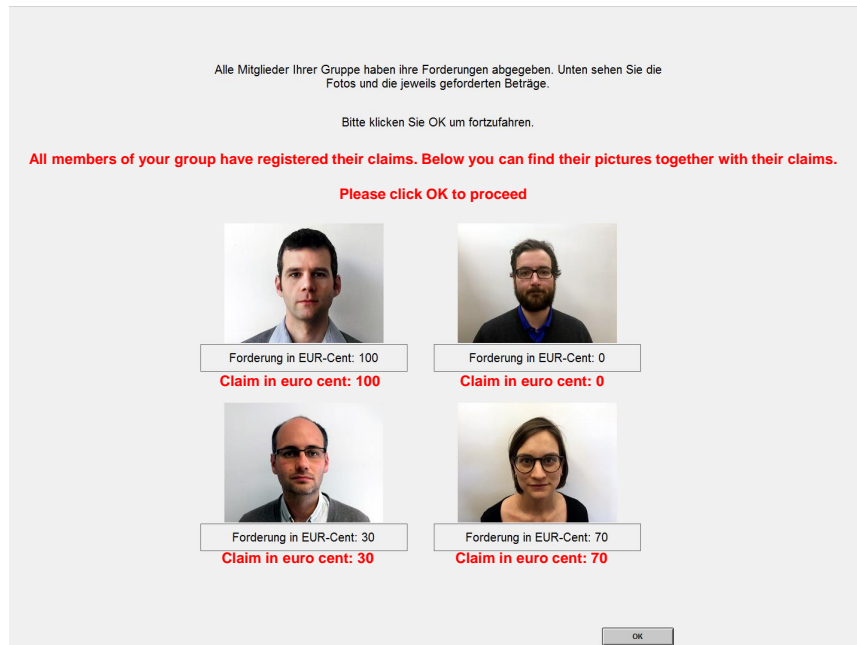 Alle Mitglieder Ihrer Gruppe haben ihre Forderungen abgegeben. Unten sehen Sie die
Fotos und die jeweils geforderten Beträge.
Bitte klicken Sie OK um fortzufahren.
All members of your group have registered their claims. Below you can find their pictures together with their claims.
Please click OK to proceed
Forderung in EUR-Cent: 100
Forderung in EUR-Cent: 0
Claim in euro cent: 100
Claim in euro cent: 0
Forderung in EUR-Cent: 30
Forderung in EUR-Cent: 70
Claim in euro cent: 30
Claim in euro cent: 70
OK